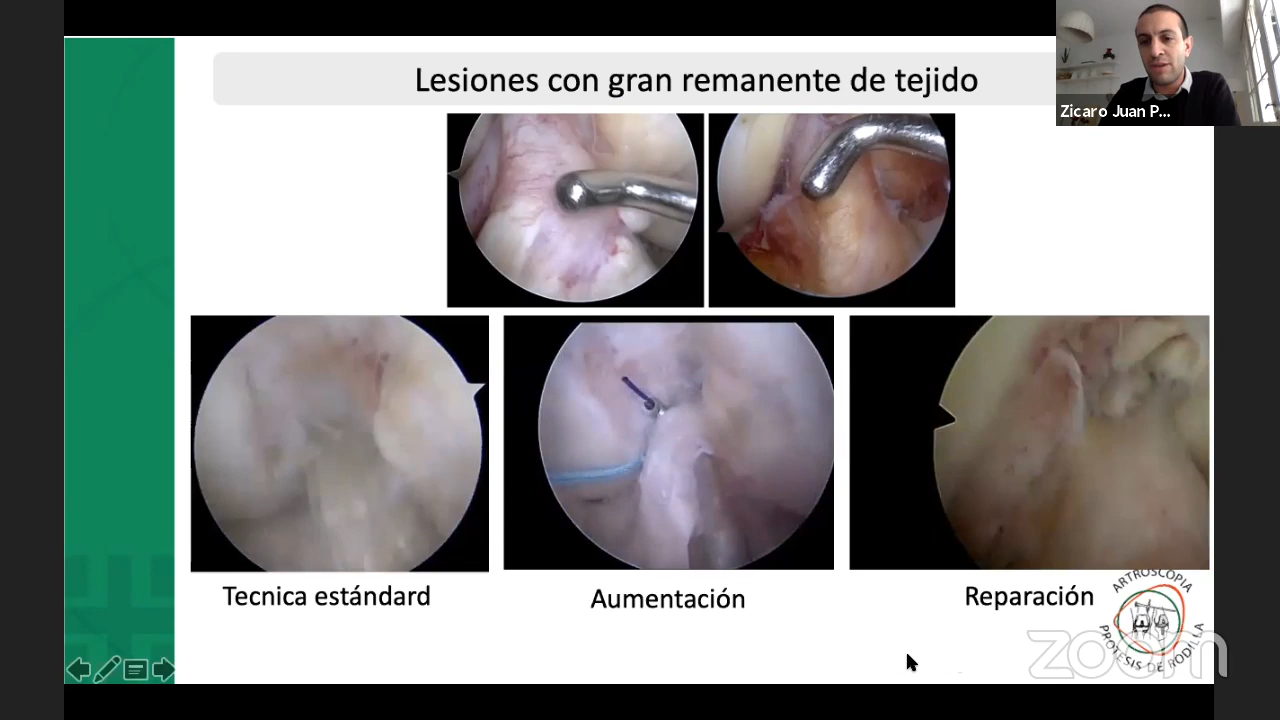 Lesiones con gran remanente de tejido
Zicaro Juan P...
Tecnica estándard
Aumentación
Reparación
ARTROSCOPIA
PROTESIS DE RODILLA
zoom